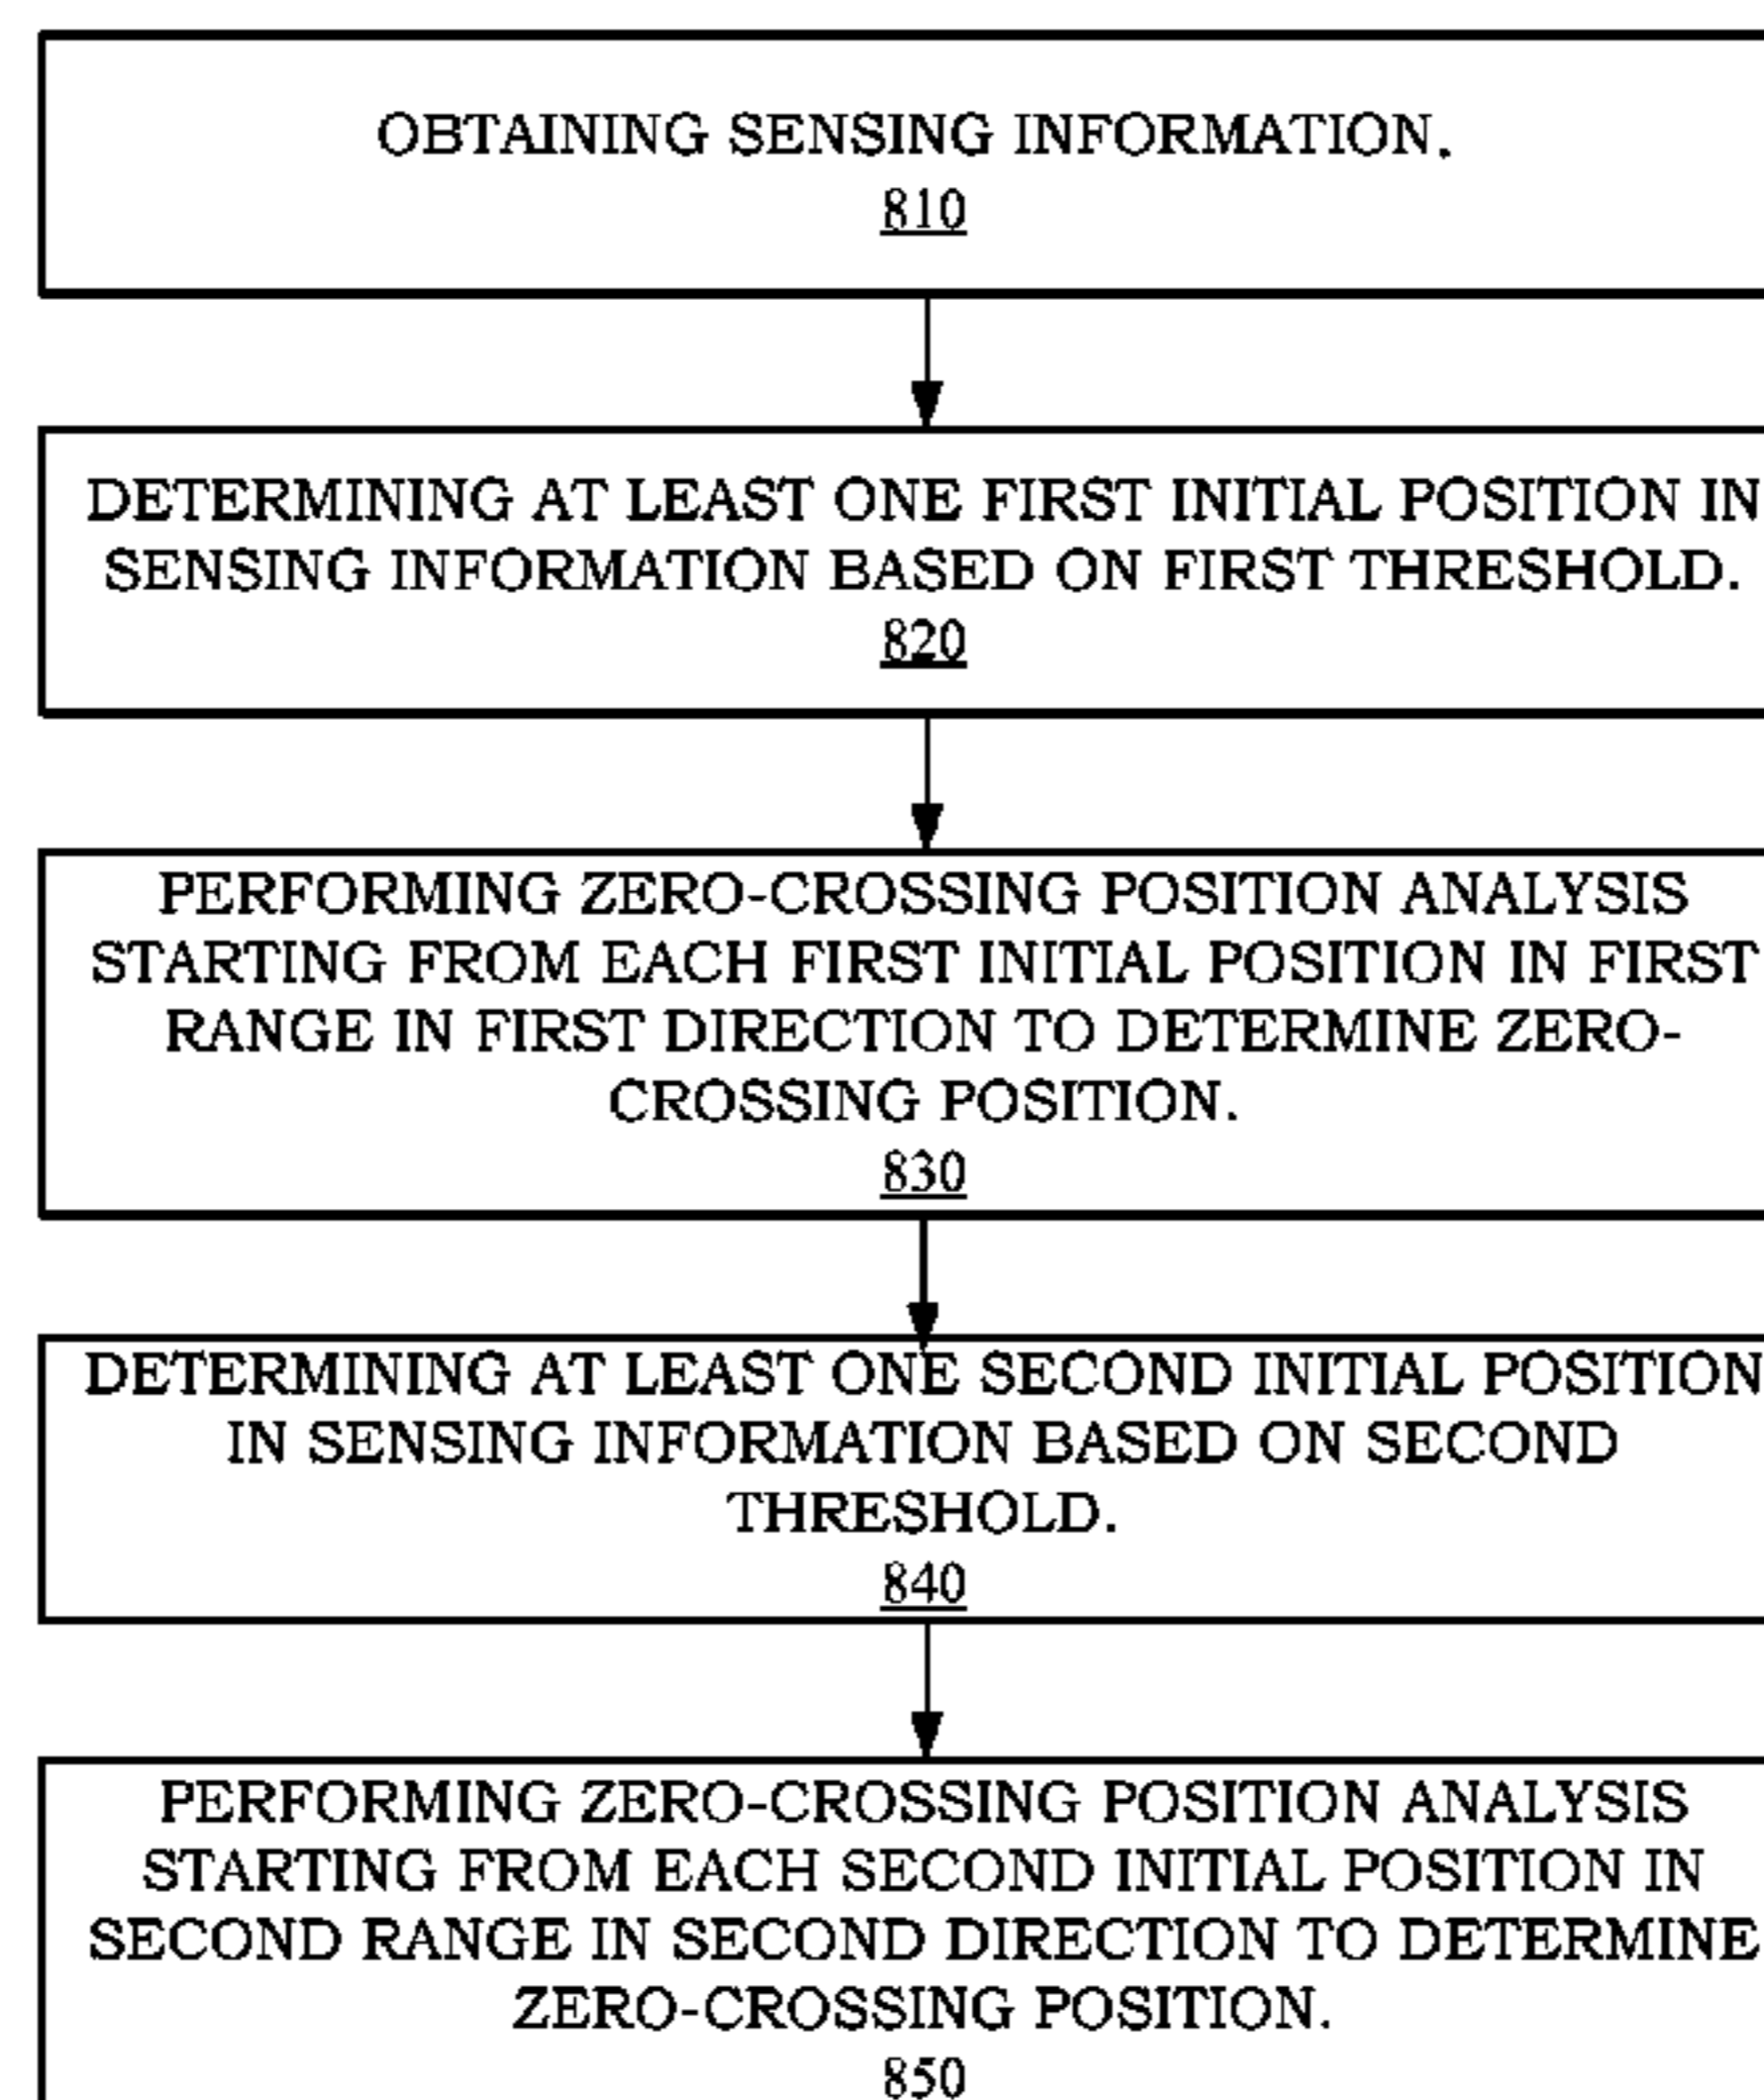 OBTAINING SENSING INFORMATION.
810
DETERMINING AT LEAST ONE FIRST INITIAL POSITION IN
SENSING INFORMATION BASED ON FIRST THRESHOLD.
820
PERFORMING ZERO-CROSSING POSITION ANALYSIS
STARTING FROM EACH FIRST INITIAL POSITION IN FIRST
RANGE IN FIRST DIRECTION TO DETERMINE ZERO-
CROSSING POSITION.
830
DETERMINING AT LEAST ONE SECOND INITIAL POSITION
IN SENSING INFORMATION BASED ON SECOND
THRESHOLD.
840
PERFORMING ZERO-CROSSING POSITION ANALYSIS
STARTING FROM EACH SECOND INITIAL POSITION IN
SECOND RANGE IN SECOND DIRECTION TO DETERMINE
ZERO-CROSSING POSITION.
850